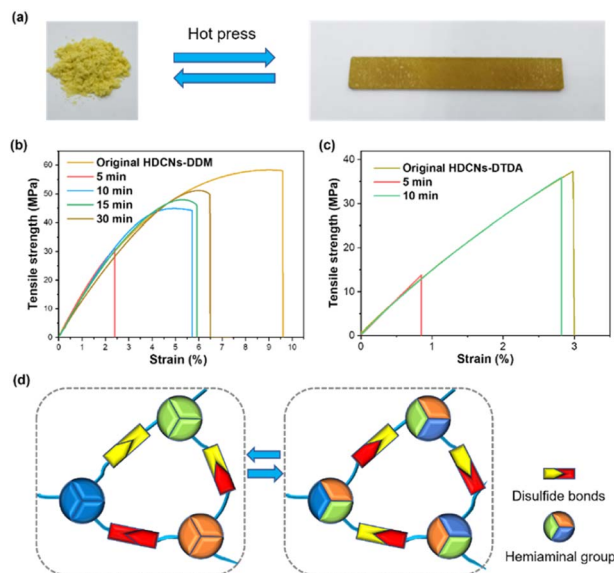 (a)
Hot press
(b)
Original HDCNs-DDM
5 min
10 min
15 min
30 min
Tensile strength (MPa)
60
50
40
30
20
10
0
0 1 2 3 4 5 6 7 8 9 10
Strain (%)
(c)
Original HDCNs-DTDA
5 min
10 min
Tensile strength (MPa)
40
30
20
10
0
0 1 2 3
Strain (%)
(d)
Disulfide bonds
Hemiaminal group